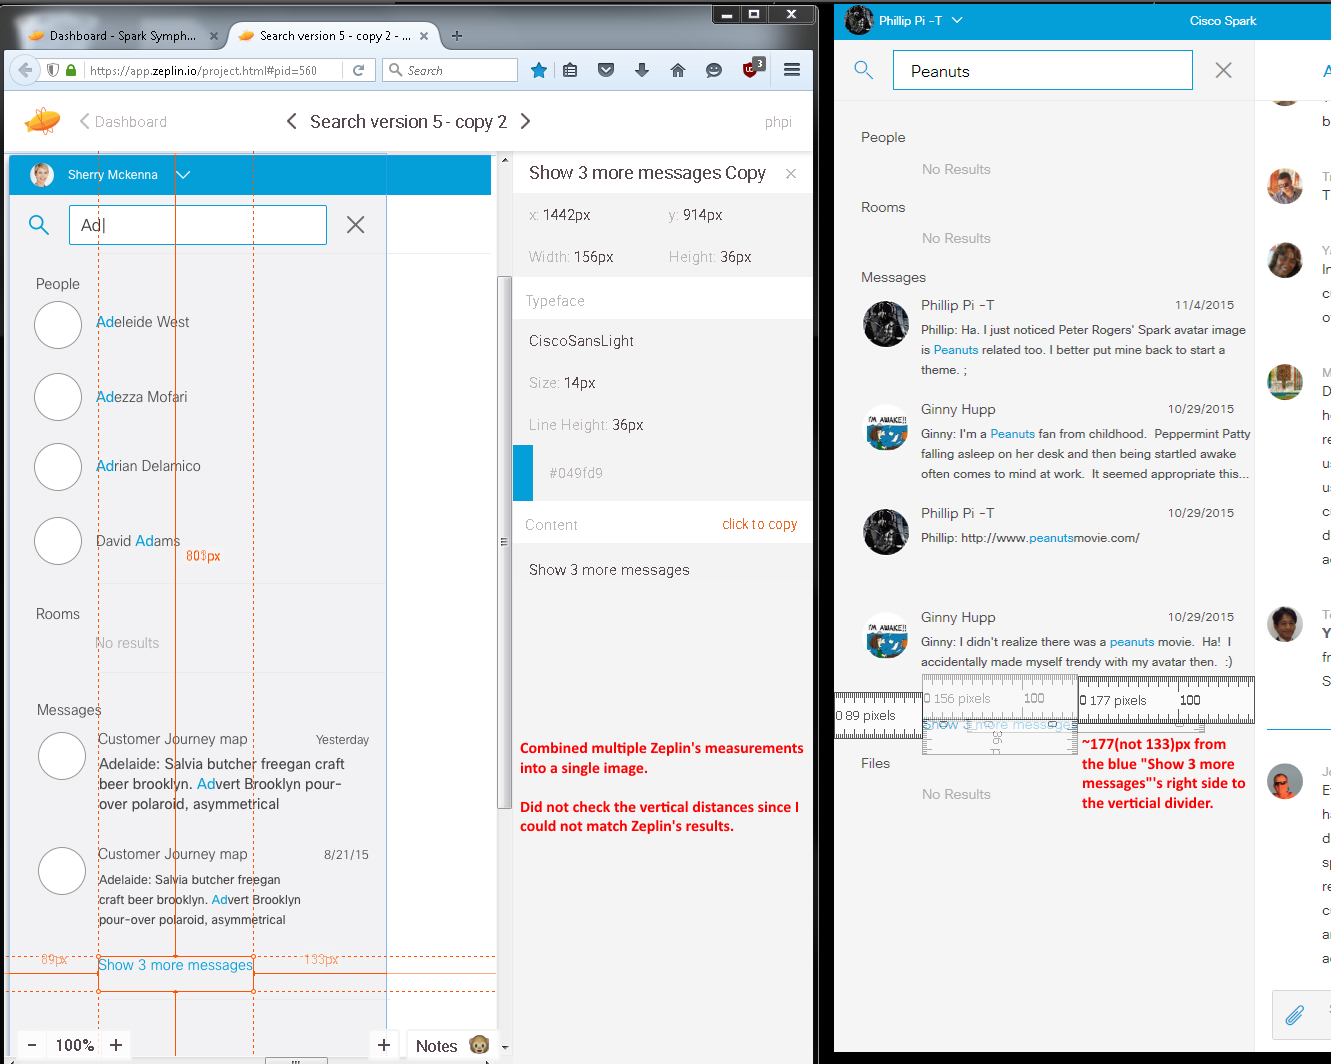 Dashboard - Spark Symph...
Search version 5 - copy 2 - ...
https://app.zeplin.io/project.html#pid=560
Search
3
Dashboard
Search version 5 - copy 2
phpi
Sherry Mckenna
Ad
People
Adeleide West
Adezza Mofari
Adrian Delamico
David Adams
Rooms
No results
Messages
Customer Journey map
Yesterday
Adelaide: Salvia butcher freegan craft
beer brooklyn. Advert Brooklyn pour-
over polaroid, asymmetrical
Customer Journey map
8/21/15
Adelaide: Salvia butcher freegan
craft beer brooklyn. Advert Brooklyn
pour-over polaroid, asymmetrical
89px
133px
Show 3 more messages
- 100% +
+
Notes
Show 3 more messages Copy
x: 1442px
y: 914px
Width: 156px
Height: 36px
Typeface
CiscoSansLight
Size: 14px
Line Height: 36px
#049fd9
Content
click to copy
Show 3 more messages
Combined multiple Zeplin's measurements
into a single image.
Did not check the vertical distances since I
could not match Zeplin's results.
Phillip Pi -T
Cisco Spark
Peanuts
People
No Results
Rooms
No Results
Messages
Phillip Pi -T
11/4/2015
Phillip: Ha. I just noticed Peter Rogers' Spark avatar image
is Peanuts related too. I better put mine back to start a
theme. ;
Ginny Hupp
10/29/2015
Ginny: I'm a Peanuts fan from childhood.  Peppermint Patty
falling asleep on her desk and then being startled awake
often comes to mind at work.  It seemed appropriate this...
Phillip Pi -T
10/29/2015
Phillip: http://www.peanutsmovie.com/
Ginny Hupp
10/29/2015
Ginny: I didn't realize there was a peanuts movie.  Ha!  I
accidentally made myself trendy with my avatar then.  :)
0 89 pixels
0 156 pixels
100
0 177 pixels
100
Show 3 more messages
36 p
~177(not 133)px from
the blue "Show 3 more
messages"'s right side to
the verticial divider.
Files
No Results
I'M AWAKE!!
I'M AWAKE!!